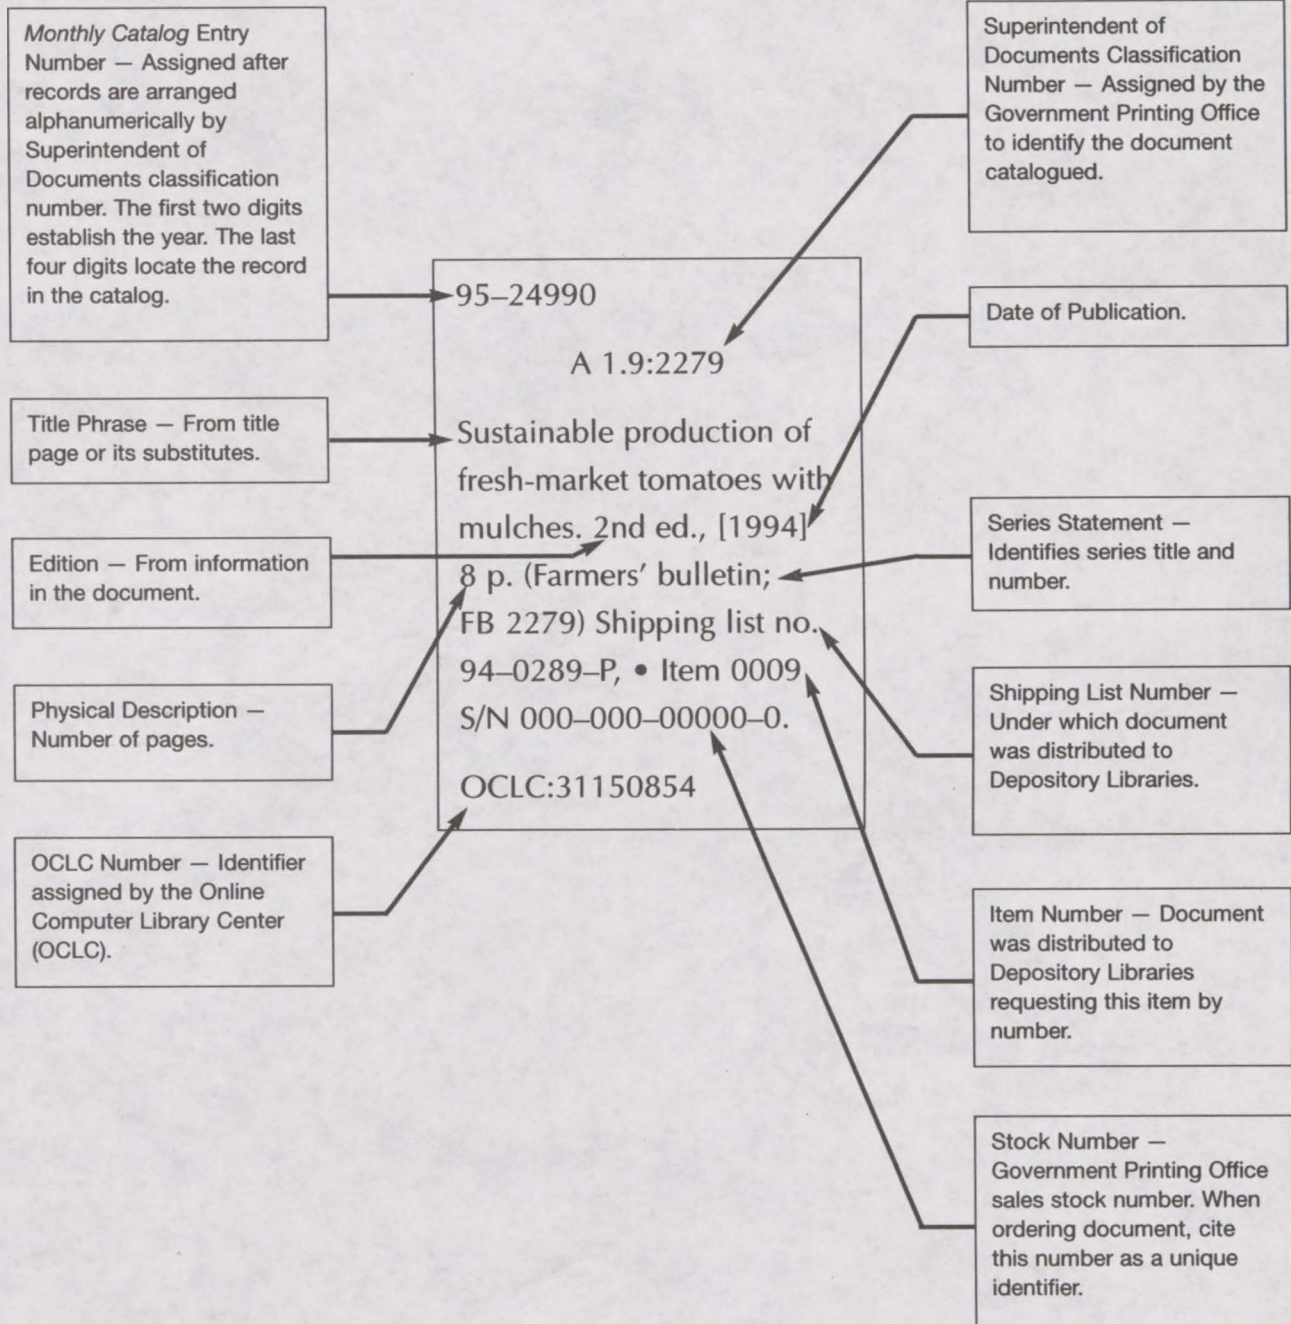 Monthly Catalog Entry
Number — Assigned after
records are arranged
alphanumerically by
Superintendent of
Documents classification
number. The first two digits
establish the year. The last
four digits locate the record
in the catalog.
Title Phrase — From title
page or its substitutes.
Edition — From information
in the document.
Physical Description —
Number of pages.
OCLC Number — Identifier
assigned by the Online
Computer Library Center
(OCLC).
95–24990
A 1.9:2279
Sustainable production of
fresh-market tomatoes with
mulches. 2nd ed., [1994]
8 p. (Farmers’ bulletin;
FB 2279) Shipping list no.
94–0289–P, • Item 0009
S/N 000–000–00000–0.
OCLC:31150854
Superintendent of
Documents Classification
Number — Assigned by the
Government Printing Office
to identify the document
catalogued.
Date of Publication.
Series Statement —
Identifies series title and
number.
Shipping List Number —
Under which document
was distributed to
Depository Libraries.
Item Number — Document
was distributed to
Depository Libraries
requesting this item by
number.
Stock Number —
Government Printing Office
sales stock number. When
ordering document, cite
this number as a unique
identifier.